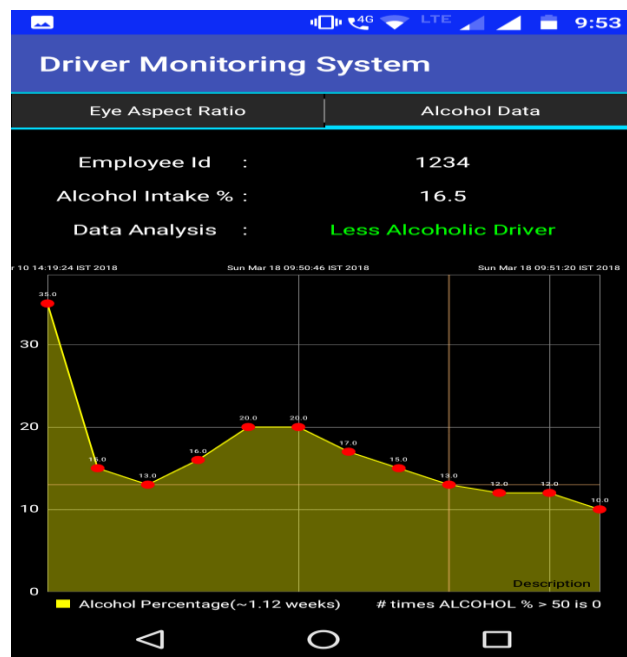 4G LTE 9:53
Driver Monitoring System
Eye Aspect Ratio Alcohol Data
Employee Id : 1234
Alcohol Intake % : 16.5
Data Analysis : Less Alcoholic Driver
r 10 14:19:24 IST 2018 Sun Mar 18 09:50:46 IST 2018 Sun Mar 18 09:51:20 IST 2018
35.0
30
20.0 20.0
20
17.0
16.0
15.0
13.0 13.0
12.0 12.0
10.0
10
Description
0
Alcohol Percentage(~1.12 weeks) # times ALCOHOL % > 50 is 0